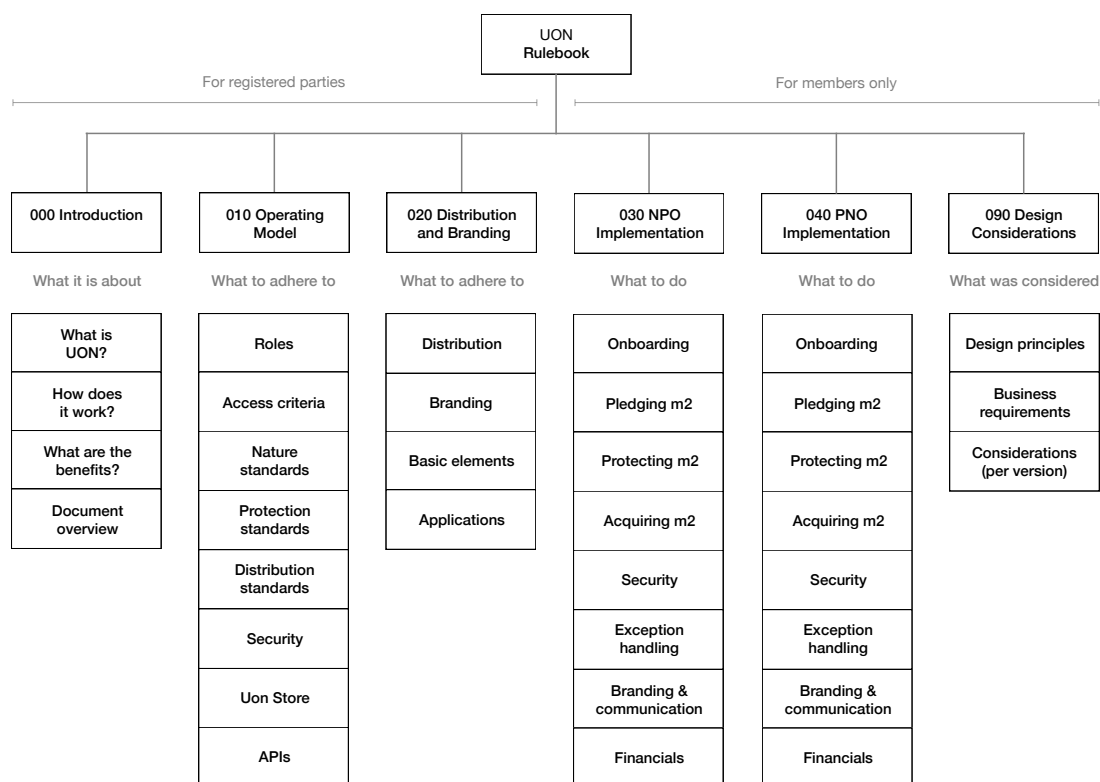 UON
Rulebook
For registered parties
For members only
000 Introduction
010 Operating
Model
020 Distribution
and Branding
030 NPO
Implementation
040 PNO
Implementation
090 Design
Considerations
What it is about
What to adhere to
What to adhere to
What to do
What to do
What was considered
What is
UON?
How does
it work?
What are the
benefits?
Document
overview
Roles
Access criteria
Nature
standards
Protection
standards
Distribution
standards
Security
Uon Store
APIs
Distribution
Branding
Basic elements
Applications
Onboarding
Pledging m2
Protecting m2
Acquiring m2
Security
Exception
handling
Branding &
communication
Financials
Onboarding
Pledging m2
Protecting m2
Acquiring m2
Security
Exception
handling
Branding &
communication
Financials
Design principles
Business
requirements
Considerations
(per version)